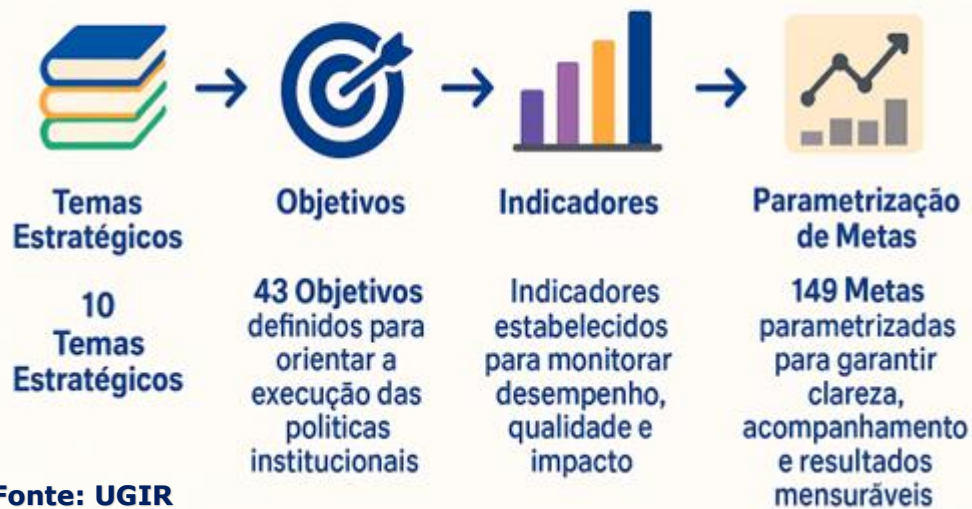 Temas
Estratégicos
10
Temas
Estratégicos
Objetivos
43 Objetivos
definidos para
orientar a
execução das
politicas
institucionais
Indicadores
Indicadores
estabelecidos
para monitorar
desempenho,
qualidade e
impacto
Parametrização
de Metas
149 Metas
parametrizadas
para garantir
clareza,
acompanhamento
e resultados
mensuráveis
Fonte: UGIR